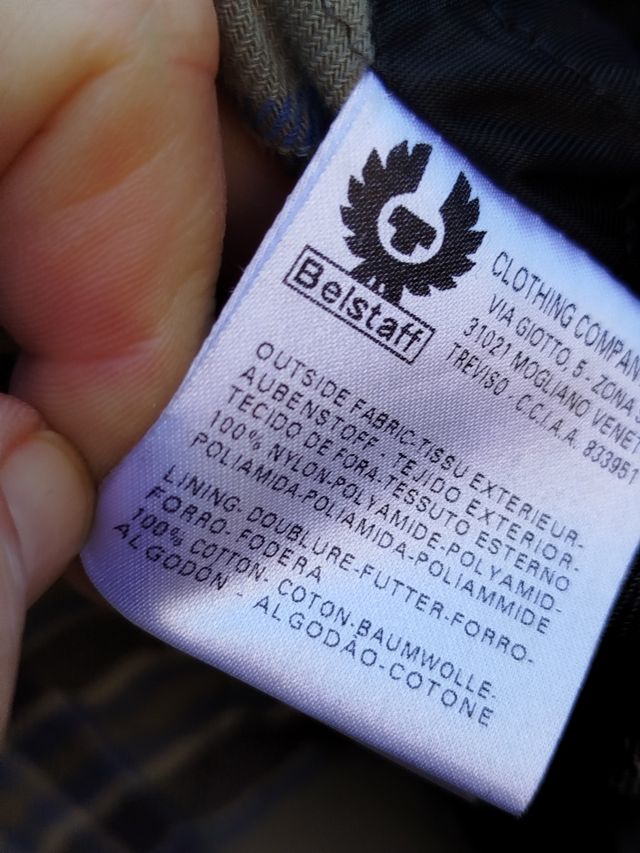 Belstaff
CLOTHING COMPAN
VIA GIOTTO, 5 - ZONA
31021 MOGLIANO VENET
TREVISO - C.C.I.A.A. 833951
OUTSIDE FABRIC-TISSU EXTERIEUR-
AUBENSTOFF - TEJIDO EXTERIOR-
TECIDO DE FORA-TESSUTO ESTERNO
100% NYLON-POLYAMIDE-POLYAMID-
POLIAMIDA-POLIAMIDA-POLIAMMIDE
LINING- DOUBLURE-FUTTER-FORRO-
FORRO- FODERA
100% COTTON- COTON-BAUMWOLLE-
ALGODON - ALGODÃO-COTONE